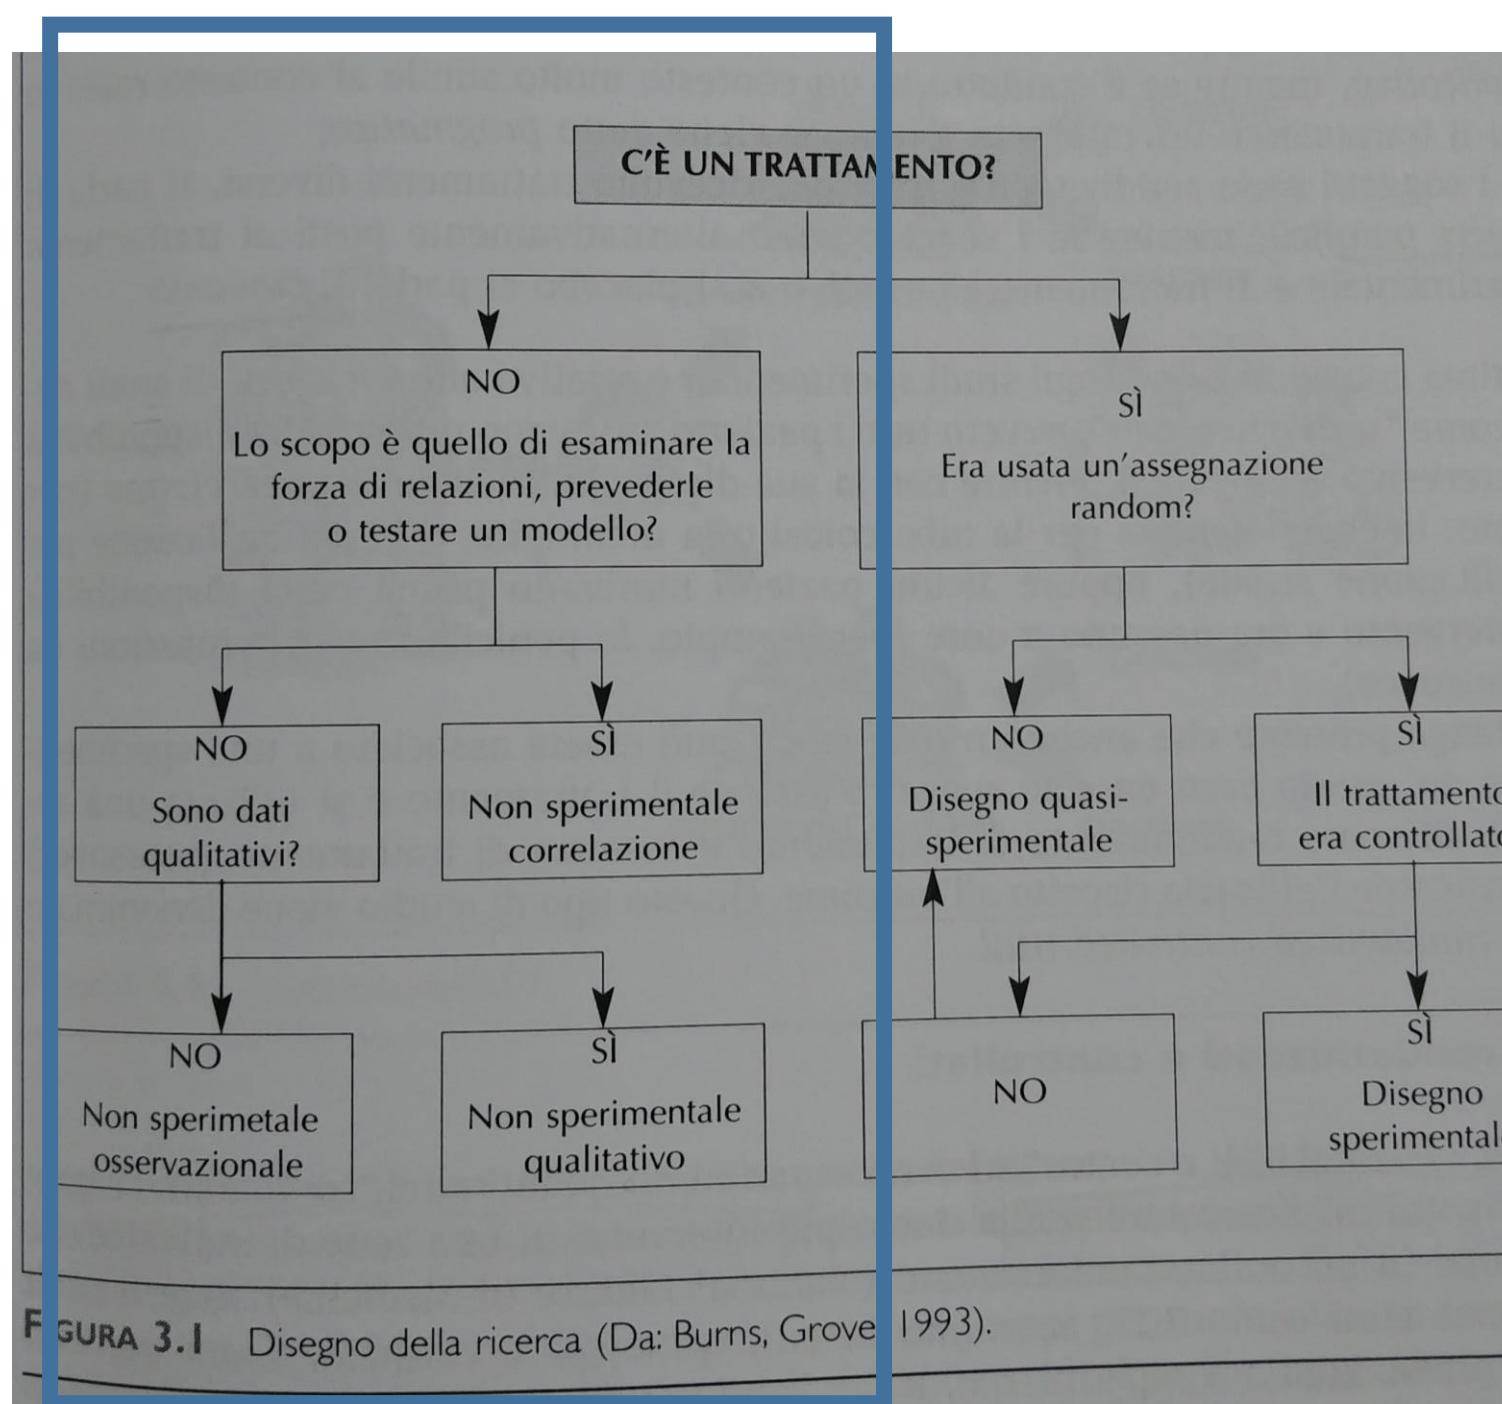 C'È UN TRATTAMENTO?
NO
Lo scopo è quello di esaminare la
forza di relazioni, prevederle
o testare un modello?
SÌ
Era usata un'assegnazione
random?
NO
Sono dati
qualitativi?
SÌ
Non sperimentale
correlazione
NO
Disegno quasi-
sperimentale
SÌ
Il trattamento
era controllato
NO
Non sperimetale
osservazionale
SÌ
Non sperimentale
qualitativo
NO
SÌ
Disegno
sperimental
FIGURA 3.1 Disegno della ricerca (Da: Burns, Grove 1993).